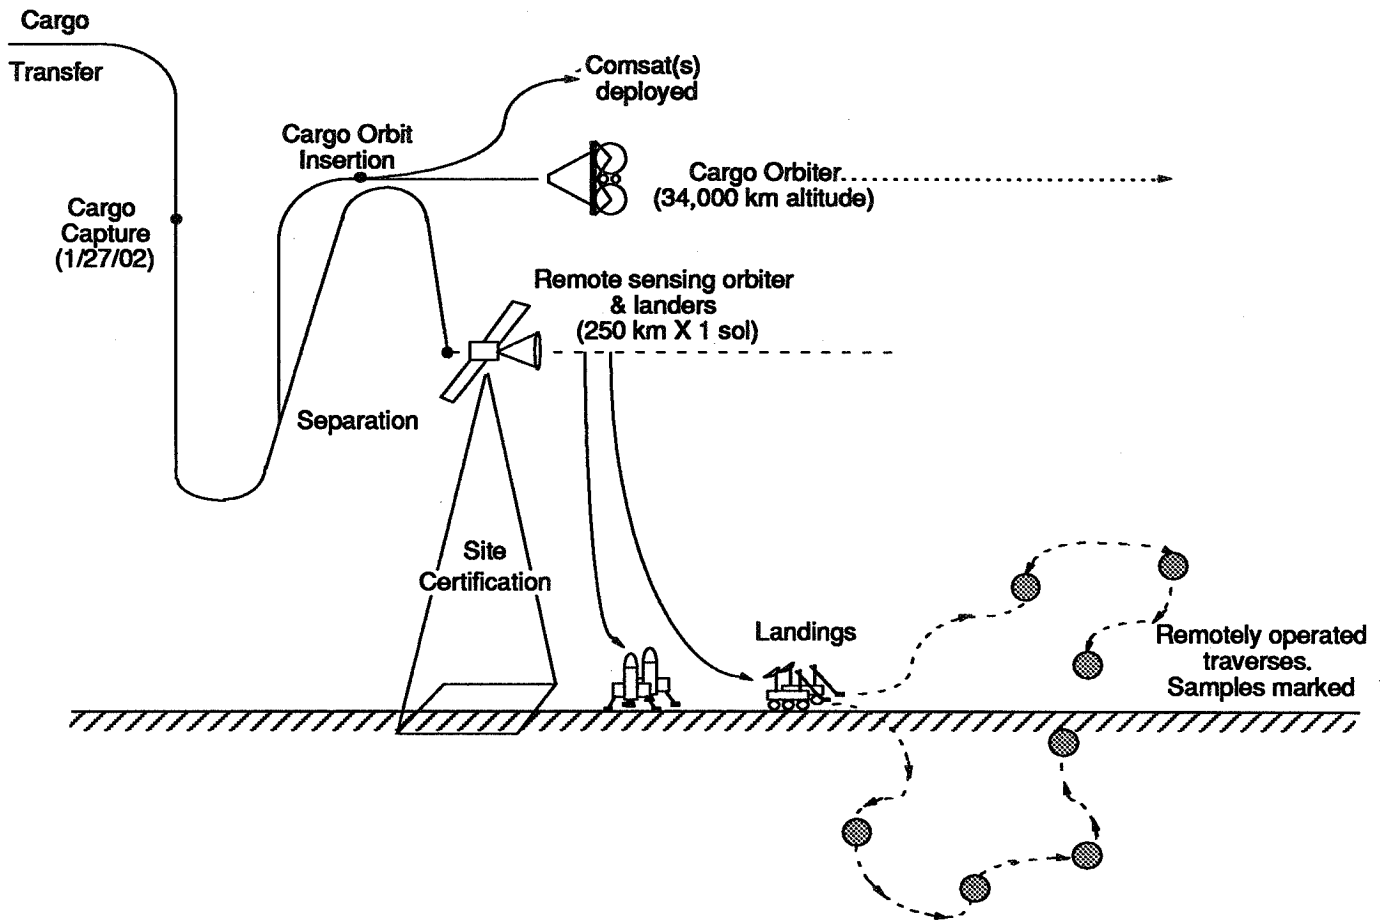 Cargo
Transfer
Comsat(s)
deployed
Cargo Orbit
Insertion
Cargo Orbiter
(34,000 km altitude)
Cargo
Capture
(1/27/02)
Remote sensing orbiter
& landers
(250 km X 1 sol)
Separation
Site
Certification
Landings
Remotely operated
traverses.
Samples marked